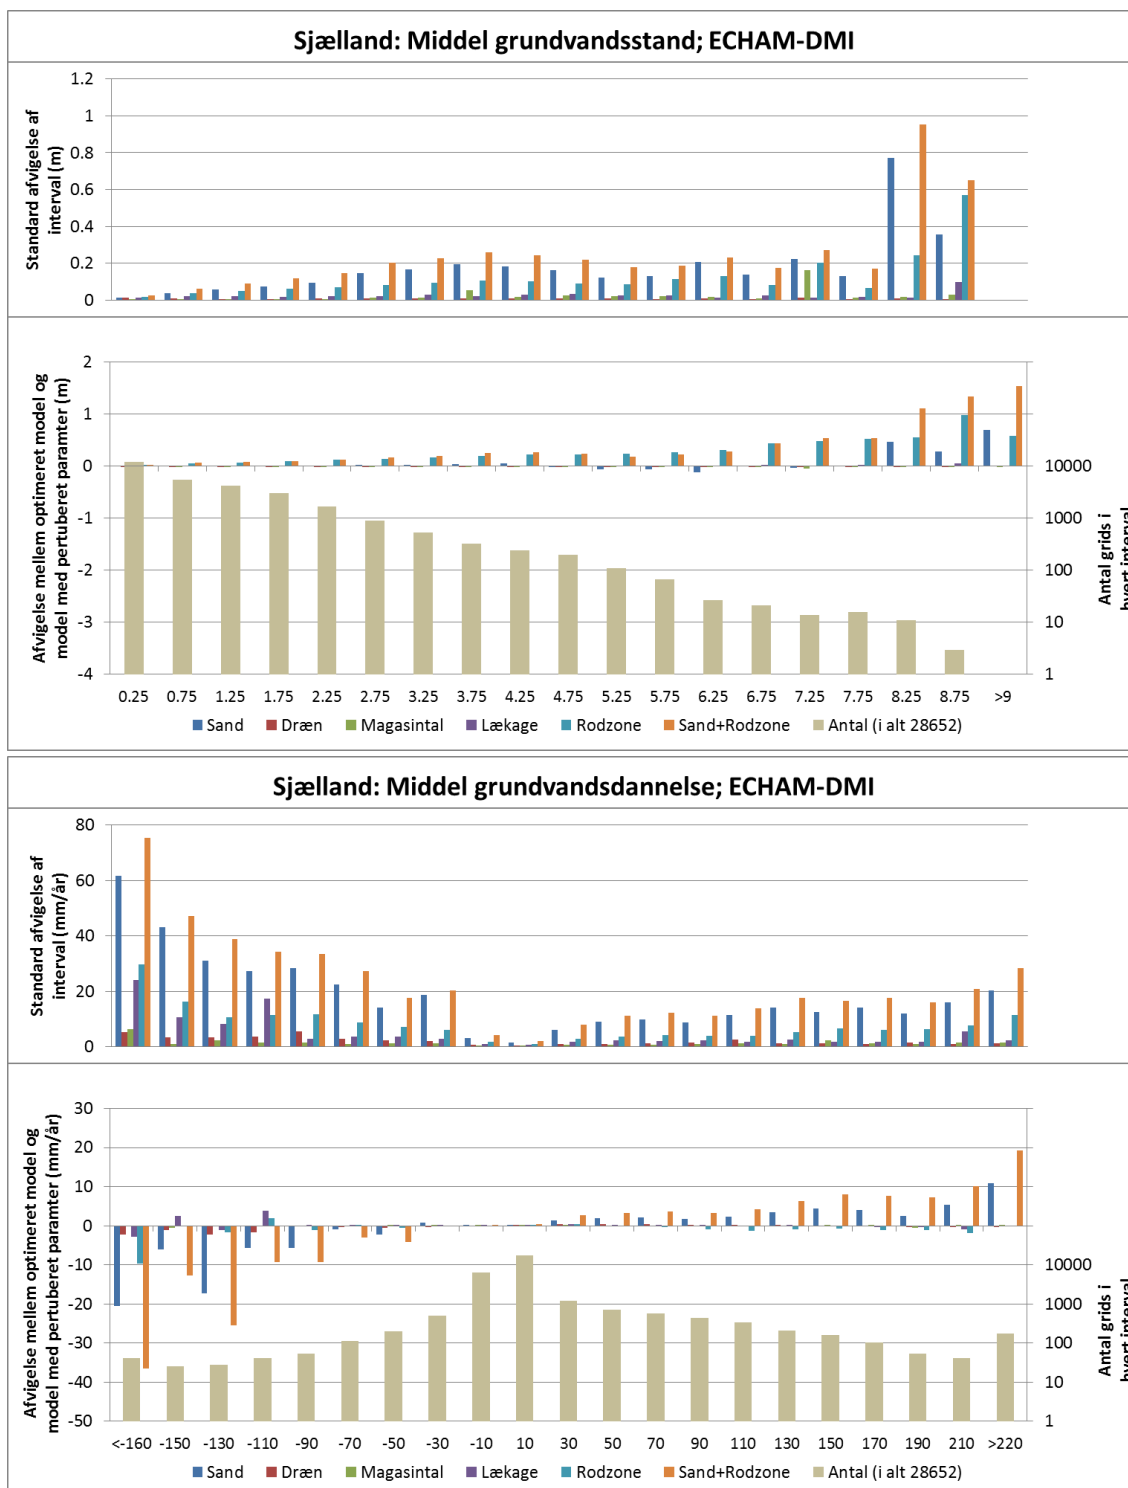 Sjælland: Middel grundvandsstand; ECHAM-DMI
Standard afvigelse af
interval (m)
1.2
1
0.8
0.6
0.4
0.2
0
Afvigelse mellem optimeret model og
model med pertuberet paramter (m)
2
1
0
-1
-2
-3
-4
10000
1000
100
10
1
Antal grids i
hvert interval
0.25 0.75 1.25 1.75 2.25 2.75 3.25 3.75 4.25 4.75 5.25 5.75 6.25 6.75 7.25 7.75 8.25 8.75 >9
Sand Dræn Magasintal Lækage Rodzone Sand+Rodzone Antal (i alt 28652)
Sjælland: Middel grundvandsdannelse; ECHAM-DMI
Standard afvigelse af
interval (mm/år)
80
60
40
20
0
Afvigelse mellem optimeret model og
model med pertuberet paramter (mm/år)
30
20
10
0
-10
-20
-30
-40
-50
10000
1000
100
10
1
Antal grids i
hvert interval
<-160 -150 -130 -110 -90 -70 -50 -30 -10 10 30 50 70 90 110 130 150 170 190 210 >220
Sand Dræn Magasintal Lækage Rodzone Sand+Rodzone Antal (i alt 28652)